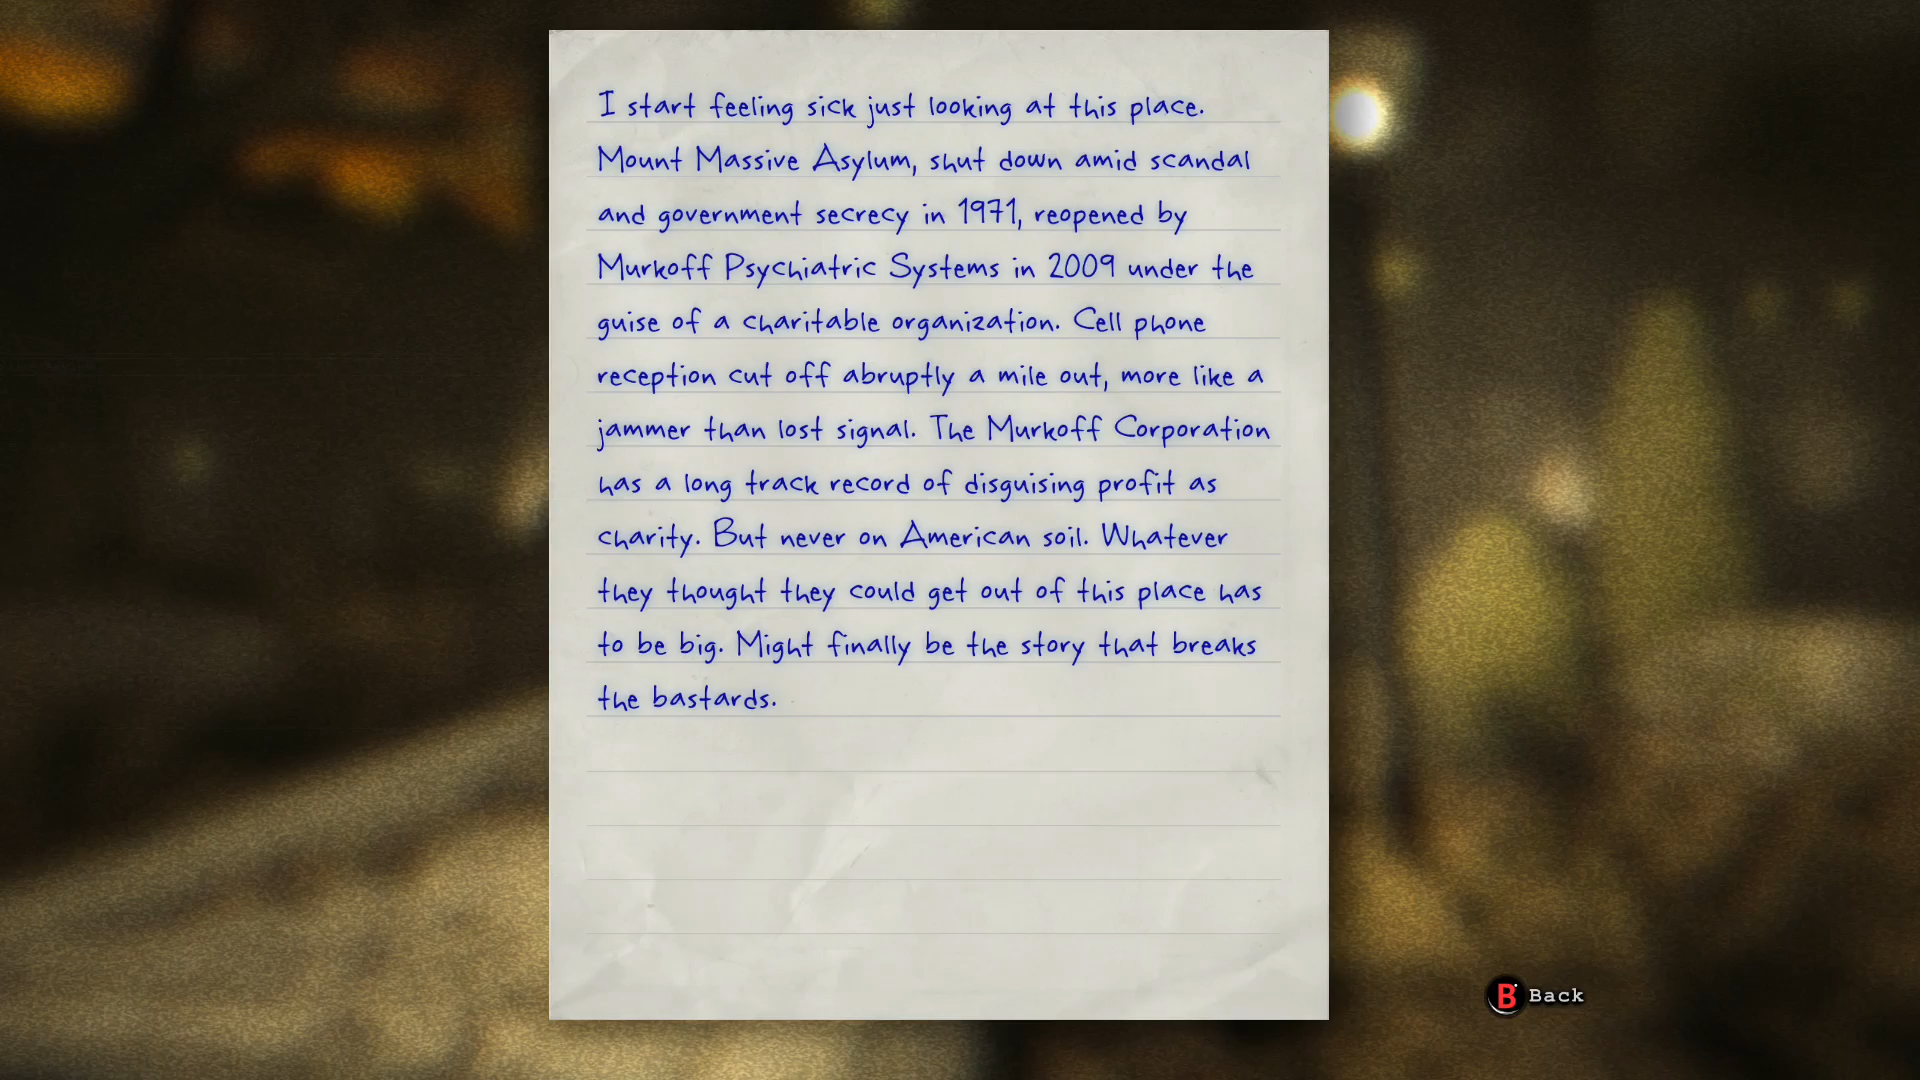 I start feeling sick just looking at this place.
Mount Massive Asylum, shut down amid scandal
and government secrecy in 1971, reopened by
Murkoff Psychiatric Systems in 2009 under the
guise of a charitable organization. Cell phone
reception cut off abruptly a mile out, more like a
jammer than lost signal. The Murkoff Corporation
has a long track record of disguising profit as
charity. But never on American soil. Whatever
they thought they could get out of this place has
to be big. Might finally be the story that breaks
the bastards.
B Back